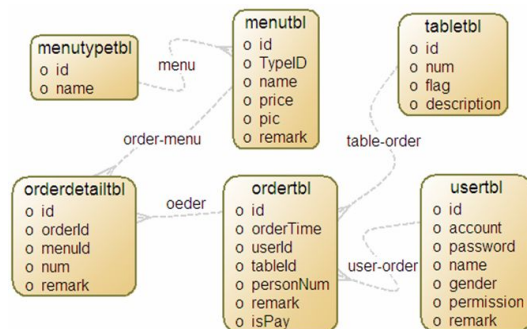 menutypetbl
o id
o name
menu
menutbl
o id
o TypeID
o name
o price
o pic
o remark
tabletbl
o id
o num
o flag
o description
order-menu
table-order
orderdetailtbl
o id
o orderId
o menuId
o num
o remark
oeder
ordertbl
o id
o orderTime
o userId
o tableId
o personNum
o remark
o isPay
user-order
usertbl
o id
o account
o password
o name
o gender
o permission
o remark